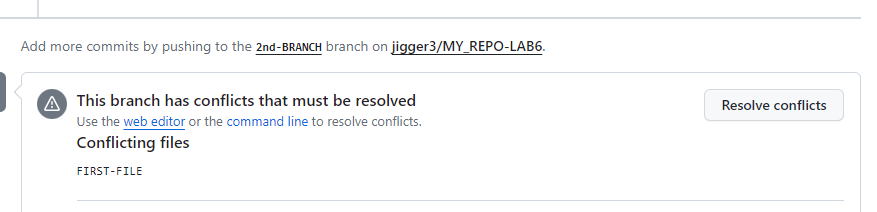 Add more commits by pushing to the 2nd-BRANCH branch on jigger3/MY_REPO-LAB6.
This branch has conflicts that must be resolved
Resolve conflicts
Use the web editor or the command line to resolve conflicts.
Conflicting files
FIRST-FILE